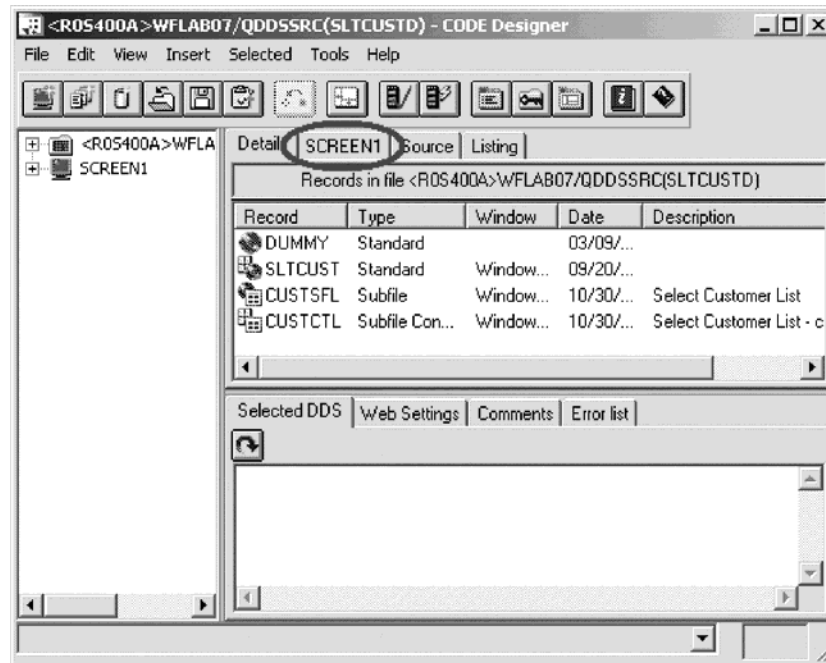 <R0S400A>WFLAB07/QDDSSRC(SLTCUSTD) - CODE Designer
File Edit View Insert Selected Tools Help
<R0S400A>WFLA
SCREEN1
Detail SCREEN1 Source Listing
Records in file <R0S400A>WFLAB07/QDDSSRC(SLTCUSTD)
Record Type Window Date Description
DUMMY Standard 03/09/...
SLTCUST Standard Window... 09/20/...
CUSTSFL Subfile Window... 10/30/... Select Customer List
CUSTCTL Subfile Con... Window... 10/30/... Select Customer List - c
Selected DDS Web Settings Comments Error list